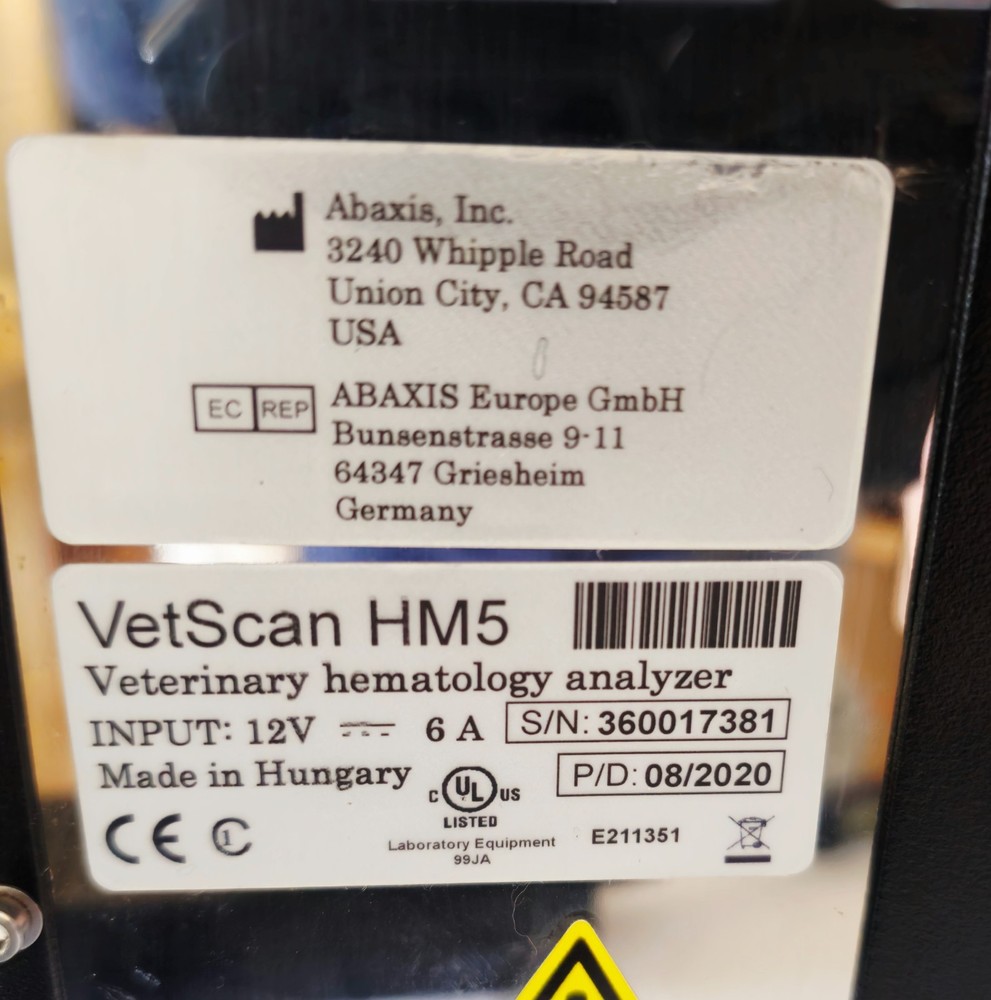 Abaxis, Inc.
3240 Whipple Road
Union City, CA 94587
USA
EC REP
ABAXIS Europe GmbH
Bunsenstrasse 9-11
64347 Griesheim
Germany
VetScan HM5
Veterinary hematology analyzer
INPUT: 12V ⎓ 6 A
S/N: 360017381
Made in Hungary
P/D: 08/2020
C UL US
LISTED
Laboratory Equipment
99JA
E211351
CE